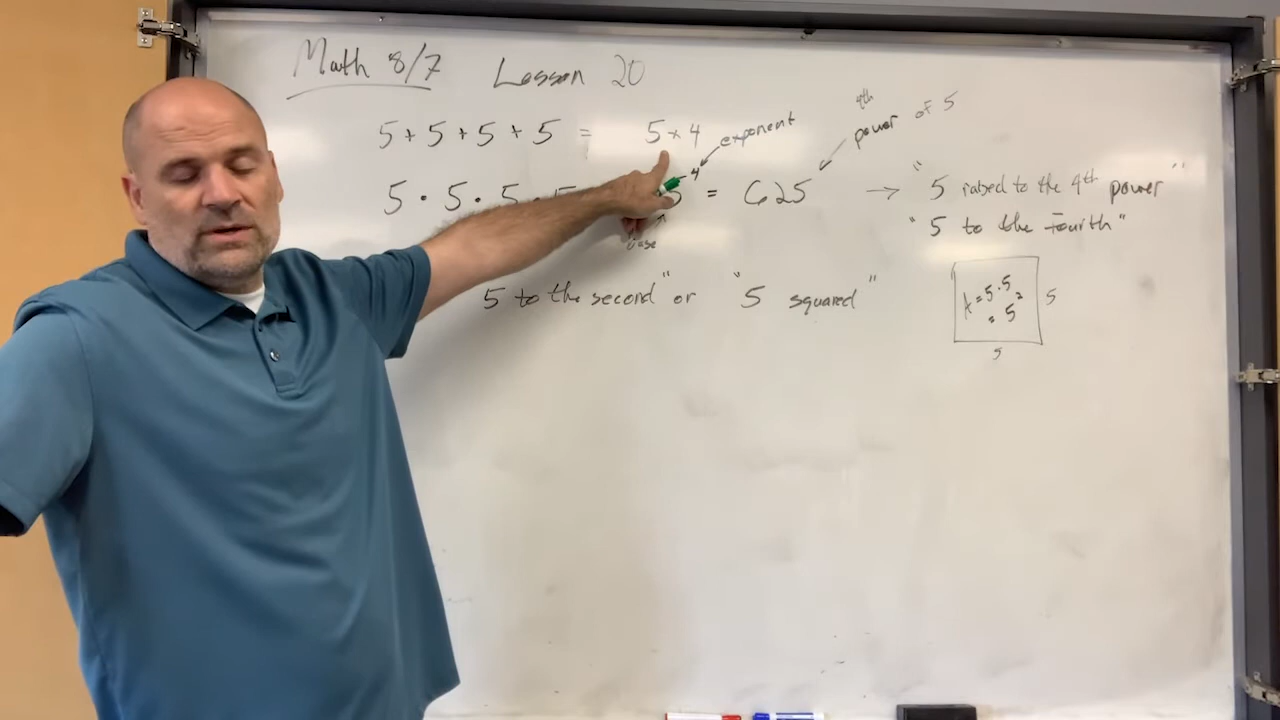 Math 8/7 Lesson 20
5 + 5 + 5 + 5 = 5 × 4
exponent
4th
power of 5
5 · 5 · 5 · 5 5⁴ = 625 → "5 raised to the 4th power"
"5 to the fourth"
base
5 to the second" or "5 squared"
A = 5·5
= 5²
5
5